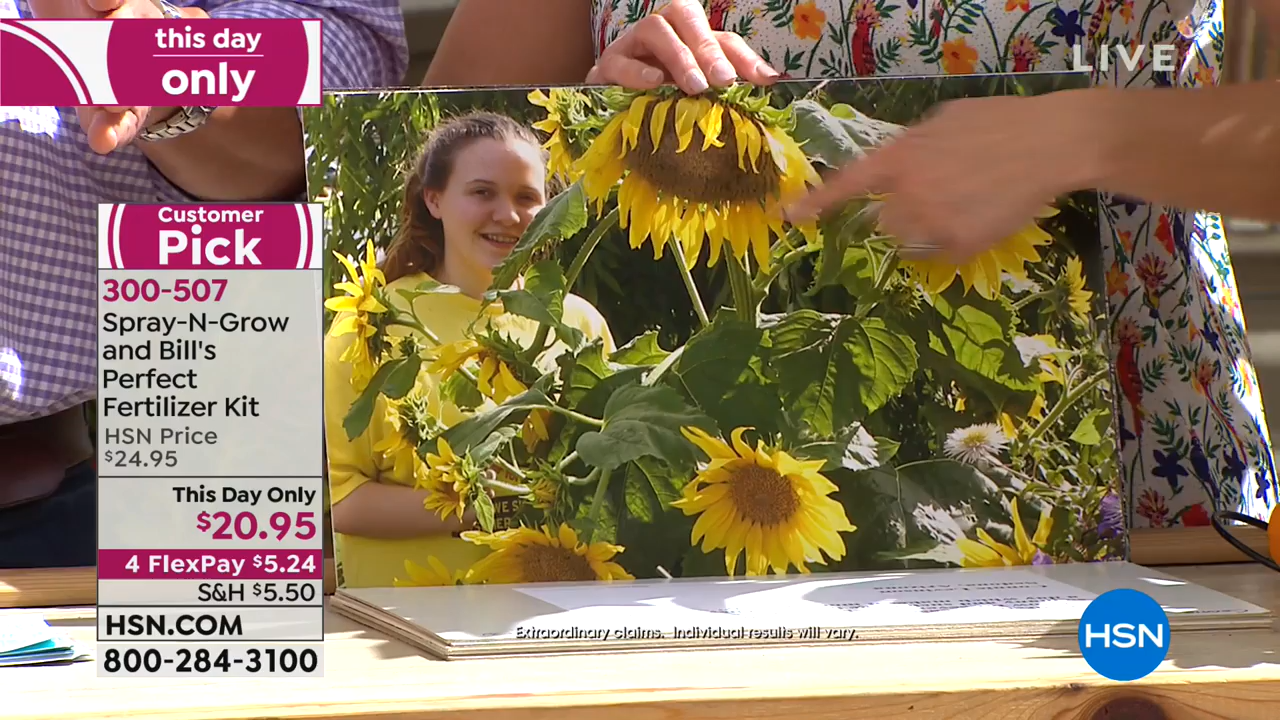 this day
only
LIVE
Customer
Pick
300-507
Spray-N-Grow
and Bill's
Perfect
Fertilizer Kit
HSN Price
$24.95
This Day Only
$20.95
4 FlexPay $5.24
S&H $5.50
HSN.COM
800-284-3100
Extraordinary claims. Individual results will vary.
HSN